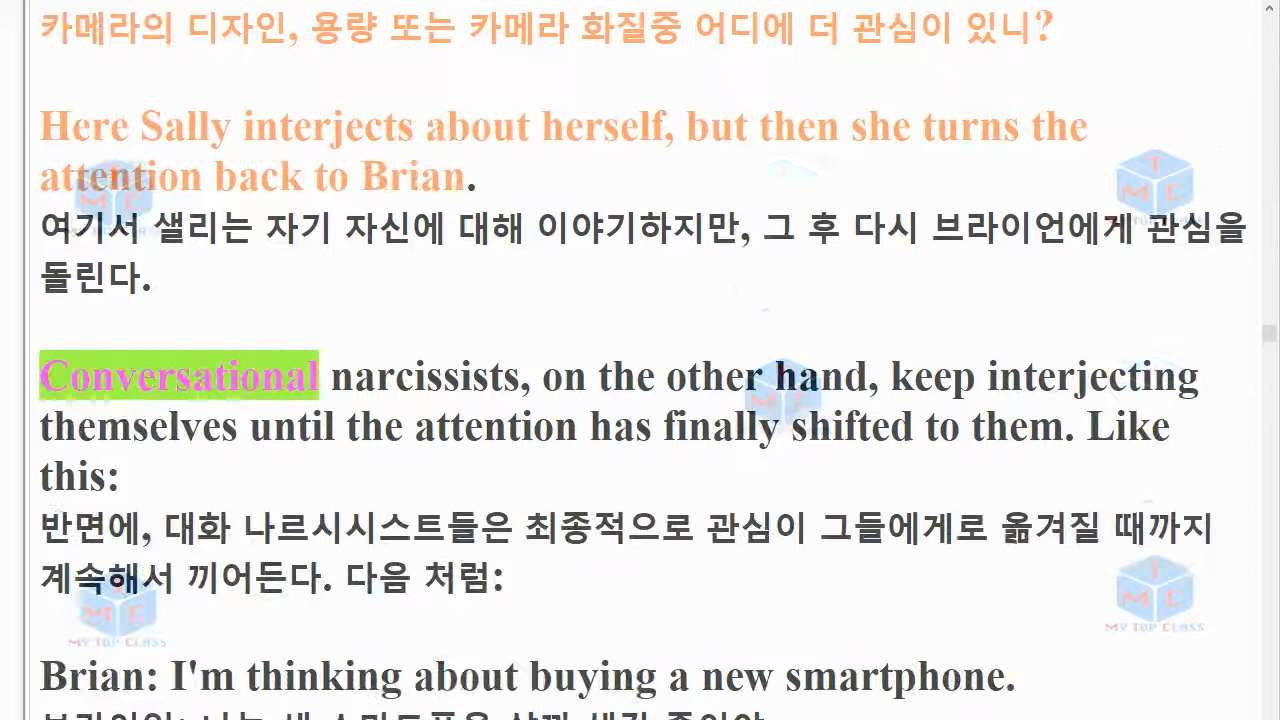 카메라의 디자인, 용량 또는 카메라 화질중 어디에 더 관심이 있니?
Here Sally interjects about herself, but then she turns the
attention back to Brian.
여기서 샐리는 자기 자신에 대해 이야기하지만, 그 후 다시 브라이언에게 관심을
돌린다.
Conversational narcissists, on the other hand, keep interjecting
themselves until the attention has finally shifted to them. Like
this:
반면에, 대화 나르시시스트들은 최종적으로 관심이 그들에게로 옮겨질 때까지
계속해서 끼어든다. 다음 처럼:
MY TOP CLASS
MY TOP CLASS
Brian: I'm thinking about buying a new smartphone.